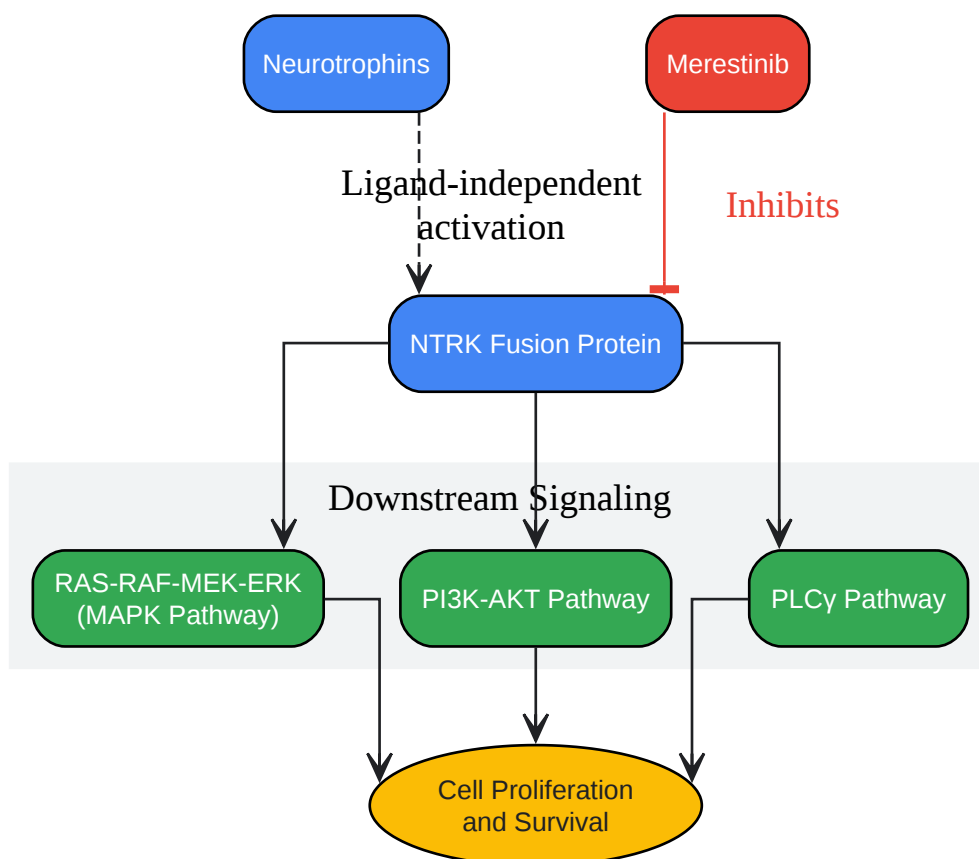 Neurotrophins
Merestinib
Ligand-independent
activation
Inhibits
NTRK Fusion Protein
Downstream Signaling
RAS-RAF-MEK-ERK
(MAPK Pathway)
PI3K-AKT Pathway
PLCγ Pathway
Cell Proliferation
and Survival